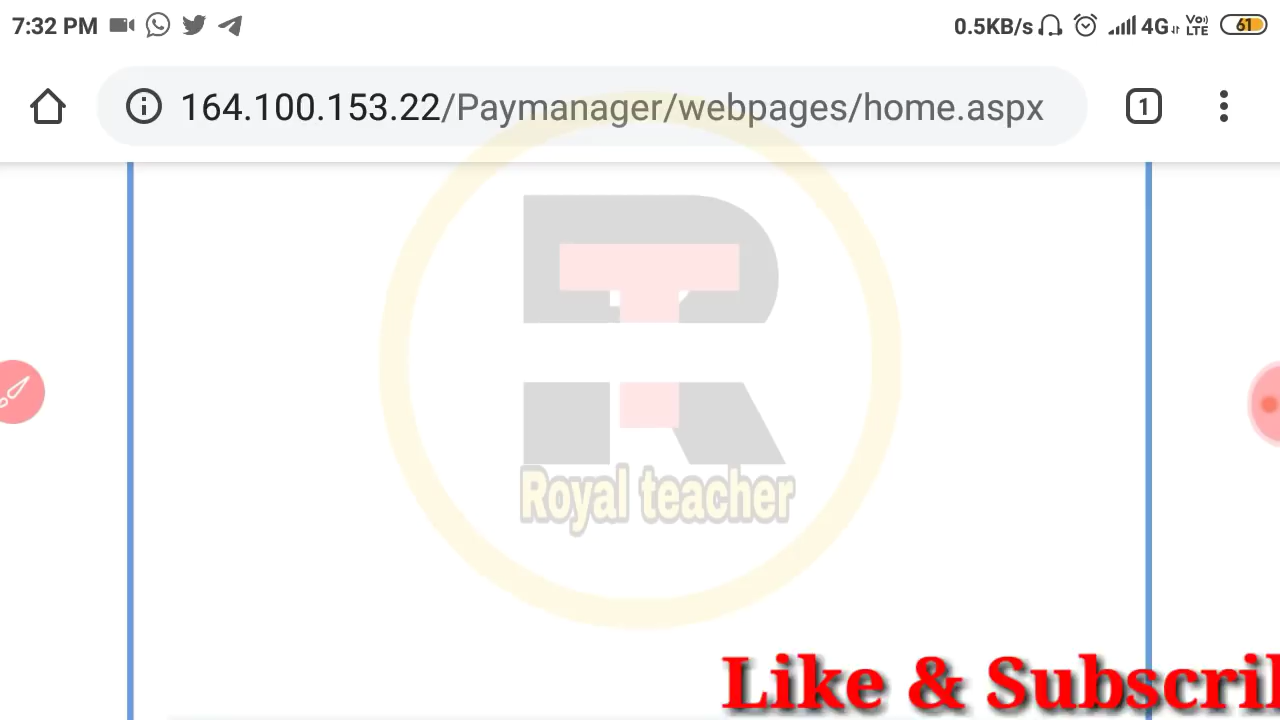 7:32 PM 0.5KB/s 4G Vo) LTE 61
164.100.153.22/Paymanager/webpages/home.aspx 1
Royal teacher
Like & Subscri